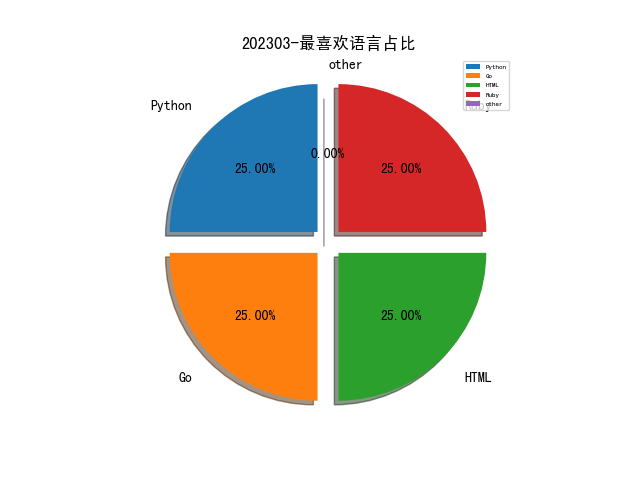 202303-最喜欢语言占比
other
Python
Python
Go
HTML
Ruby
other
0.00%
25.00%
25.00%
25.00%
25.00%
Go
HTML